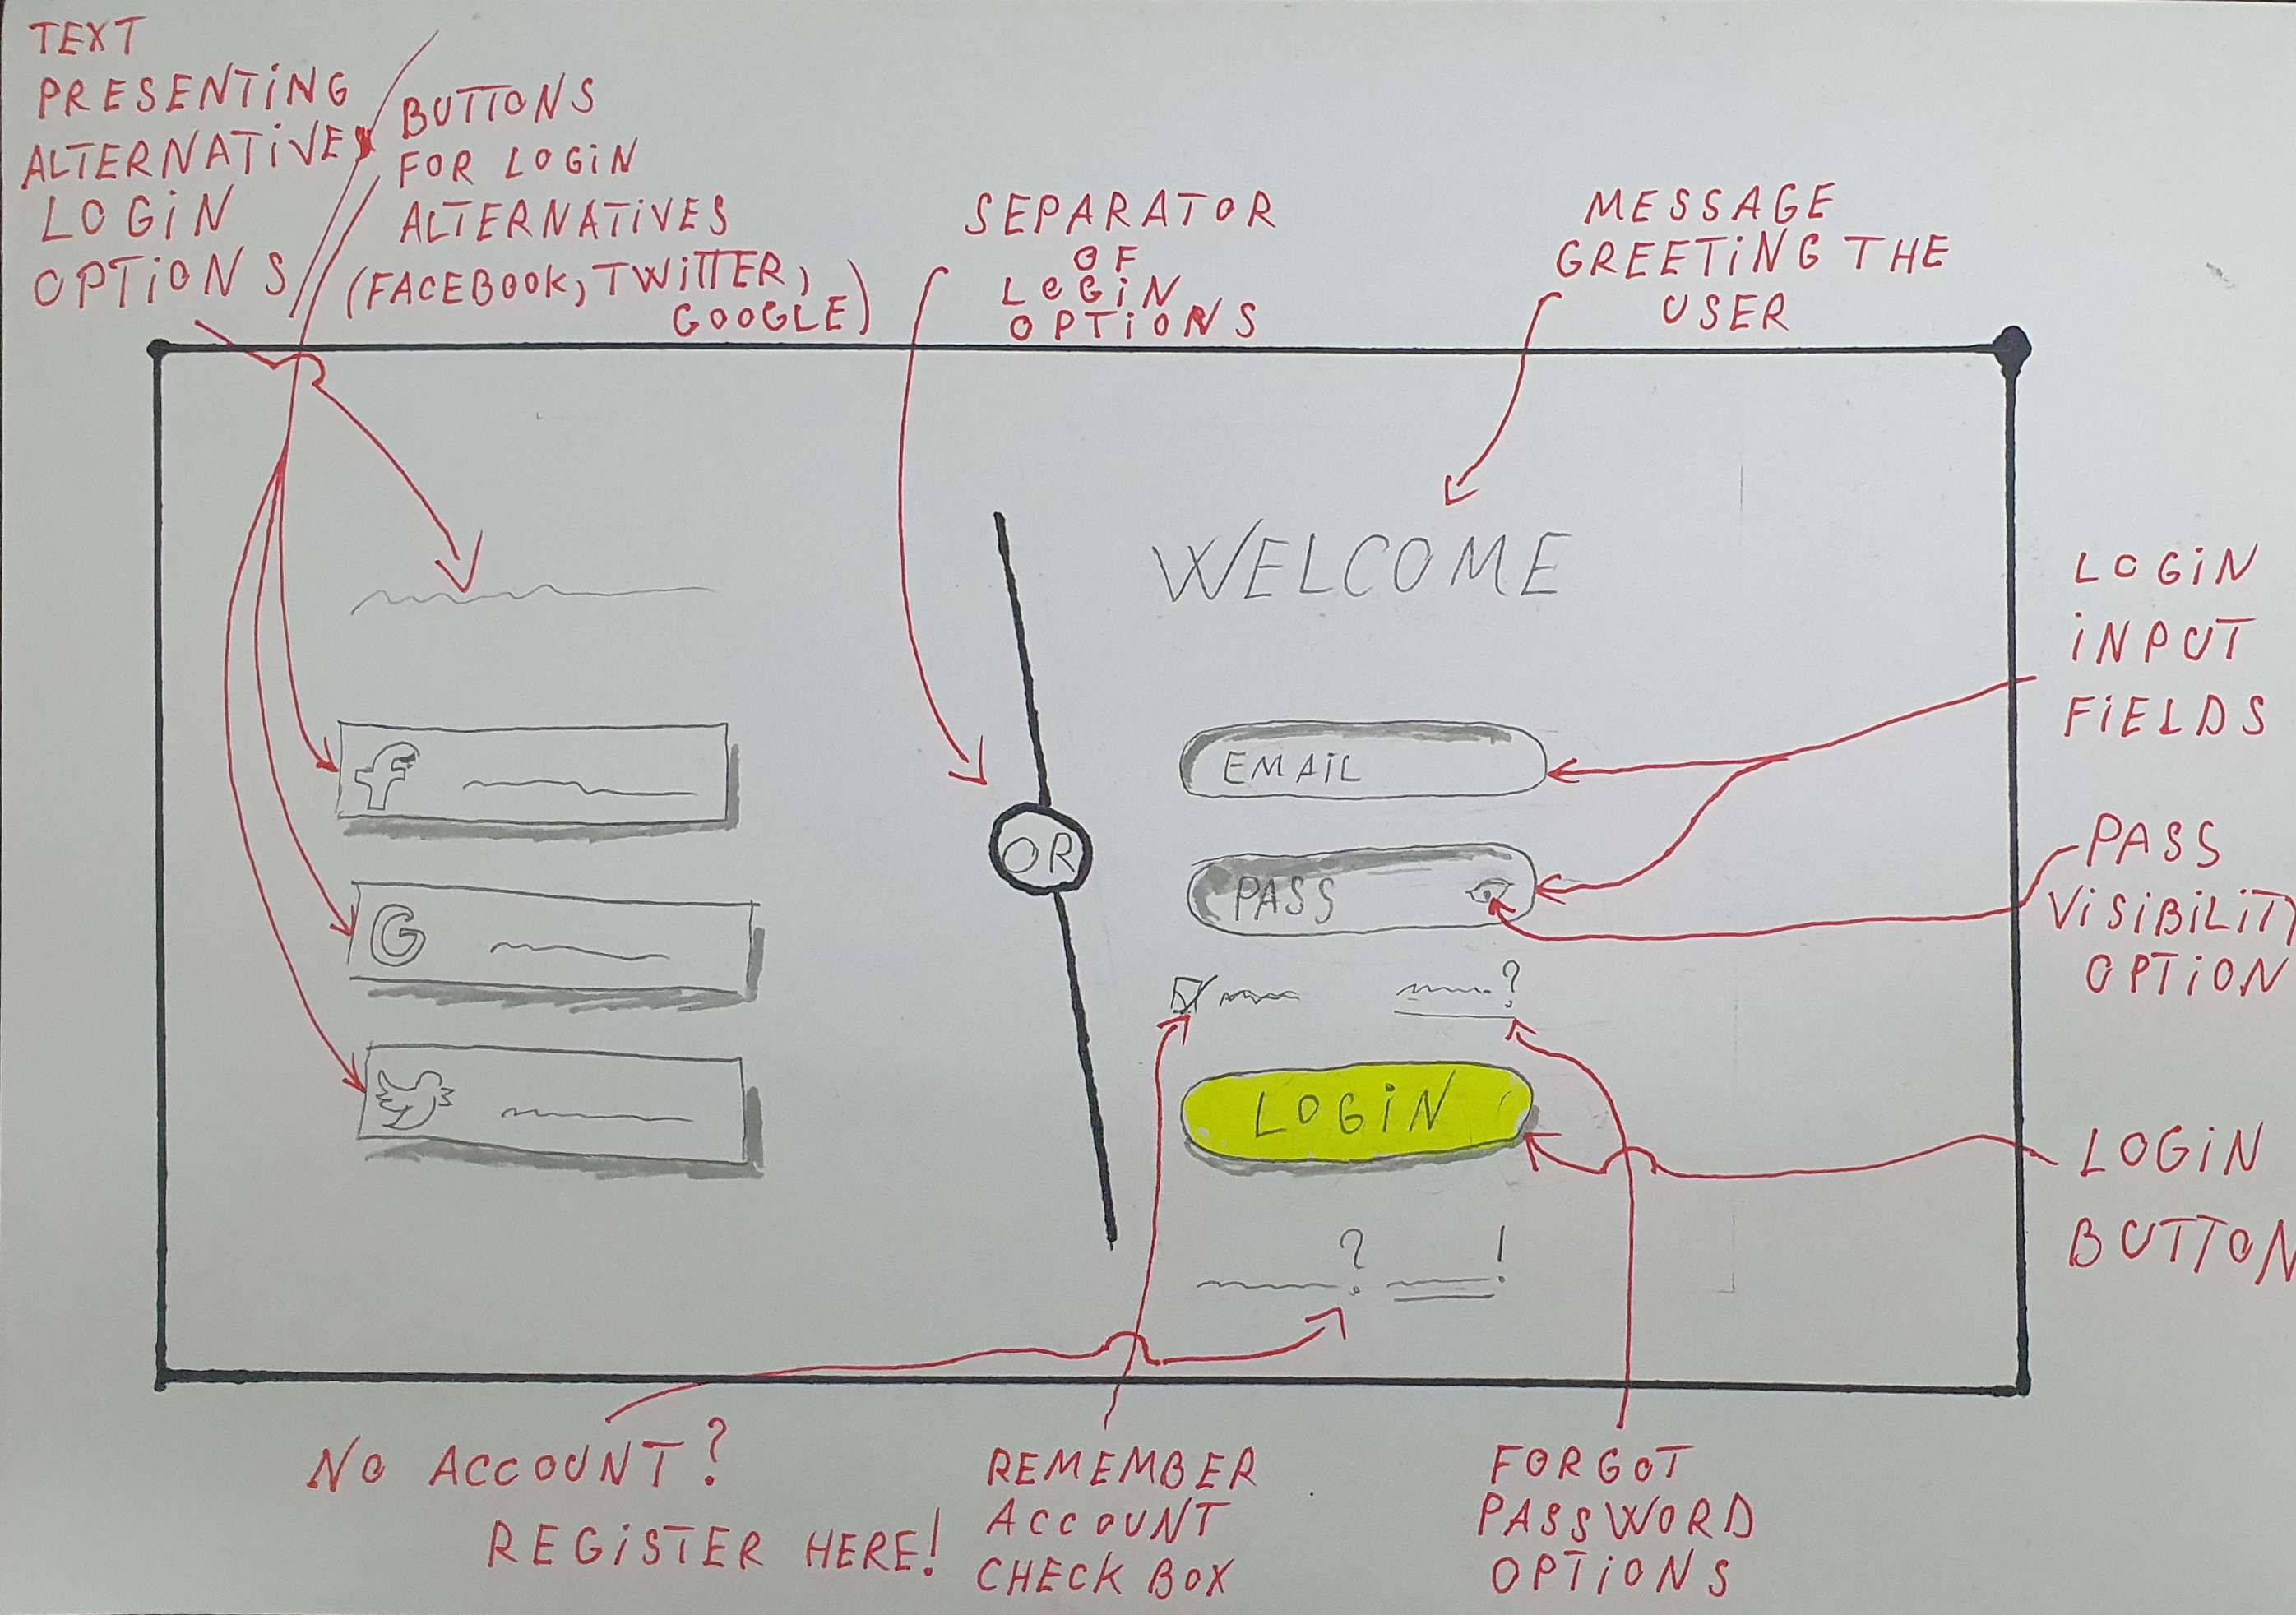 TEXT
PRESENTING
ALTERNATIVE
LOGIN
OPTIONS
BUTTONS
FOR LOGIN
ALTERNATIVES
(FACEBOOK, TWITTER,
GOOGLE)
SEPARATOR
OF
LOGIN
OPTIONS
MESSAGE
GREETING THE
USER
WELCOME
f
G
OR
EMAIL
PASS
?
LOGIN
? !
LOGIN
INPUT
FIELDS
PASS
VISIBILITY
OPTION
LOGIN
BUTTON
NO ACCOUNT?
REGISTER HERE!
REMEMBER
ACCOUNT
CHECK BOX
FORGOT
PASSWORD
OPTIONS